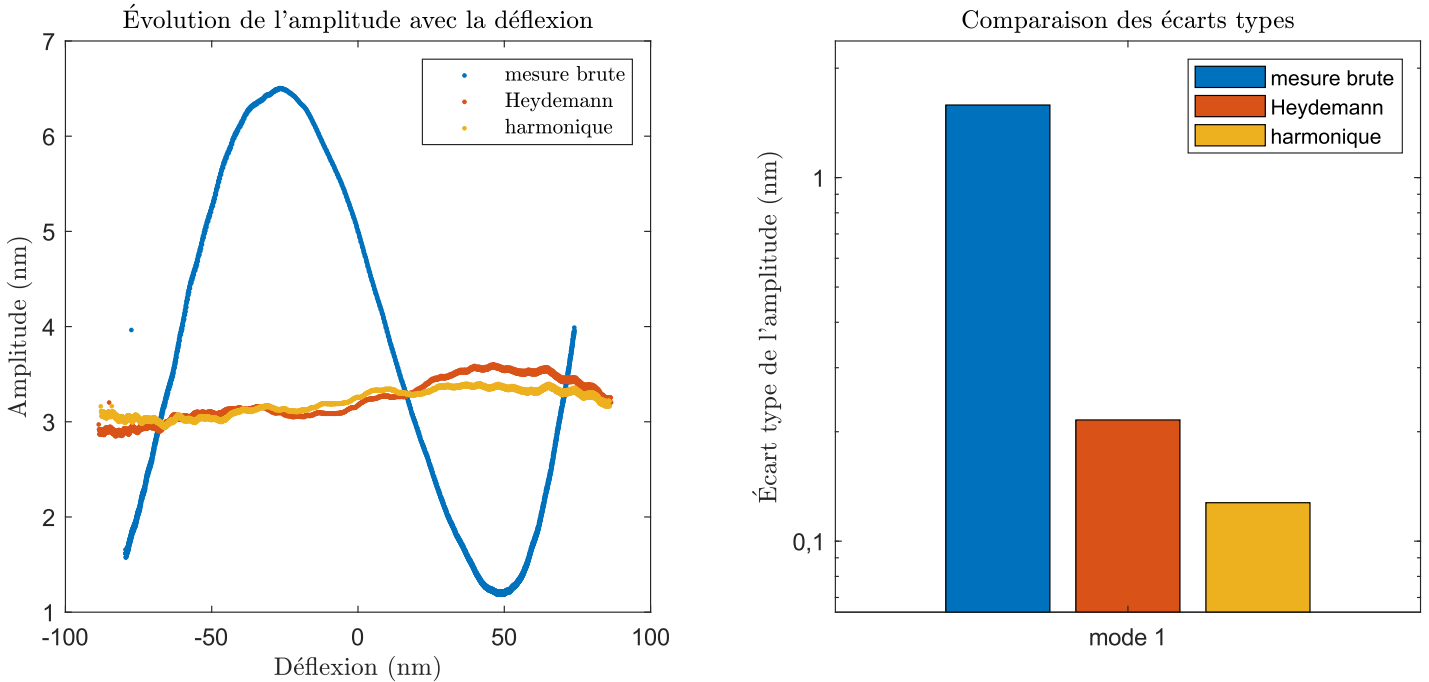 Évolution de l'amplitude avec la déflexion
7
6
5
4
3
2
1
Amplitude (nm)
mesure brute
Heydemann
harmonique
-100
-50
0
50
100
Déflexion (nm)
Comparaison des écarts types
1
0,1
Écart type de l'amplitude (nm)
mesure brute
Heydemann
harmonique
mode 1